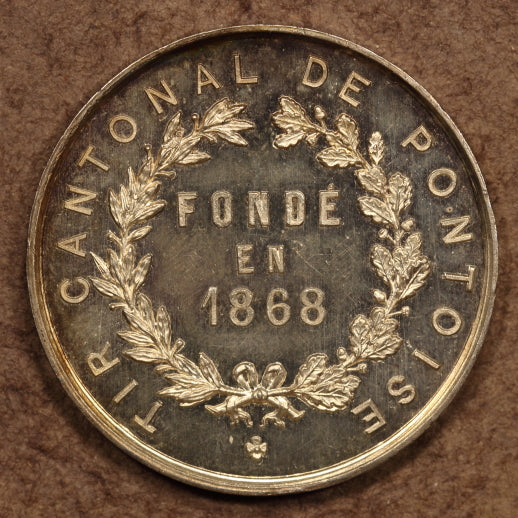 TIR CANTONAL DE PONTOISE
FONDÉ
EN
1868